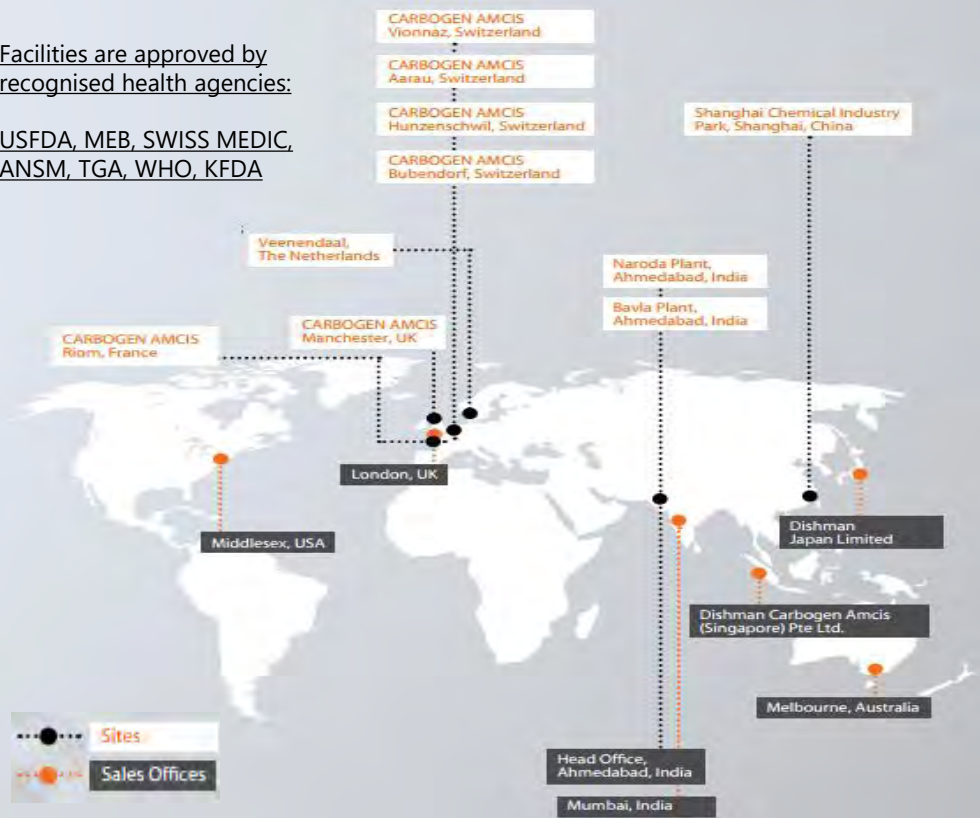 Facilities are approved by
recognised health agencies:
USFDA, MEB, SWISS MEDIC,
ANSM, TGA, WHO, KFDA
CARBOGEN AMCIS
Vionnaz, Switzerland
CARBOGEN AMCIS
Aarau, Switzerland
CARBOGEN AMCIS
Hunzenschwil, Switzerland
CARBOGEN AMCIS
Bubendorf, Switzerland
Shanghai Chemical Industry
Park, Shanghai, China
Veenendaal,
The Netherlands
Naroda Plant,
Ahmedabad, India
Bavla Plant,
Ahmedabad, India
CARBOGEN AMCIS
Manchester, UK
CARBOGEN AMCIS
Riom, France
London, UK
Middlesex, USA
Dishman
Japan Limited
Dishman Carbogen Amcis
(Singapore) Pte Ltd.
Melbourne, Australia
Head Office,
Ahmedabad, India
Mumbai, India
Sites
Sales Offices